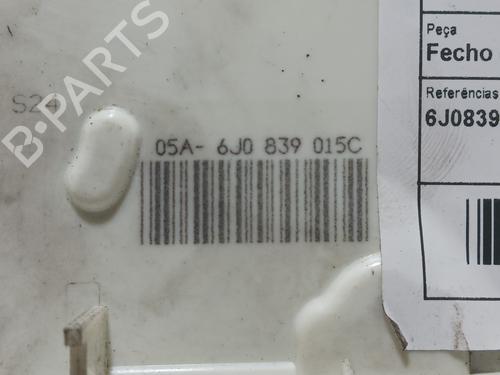 B-PARTS
S24
05A- 6J0 839 015C
Peça
Fecho
Referências
6J0839